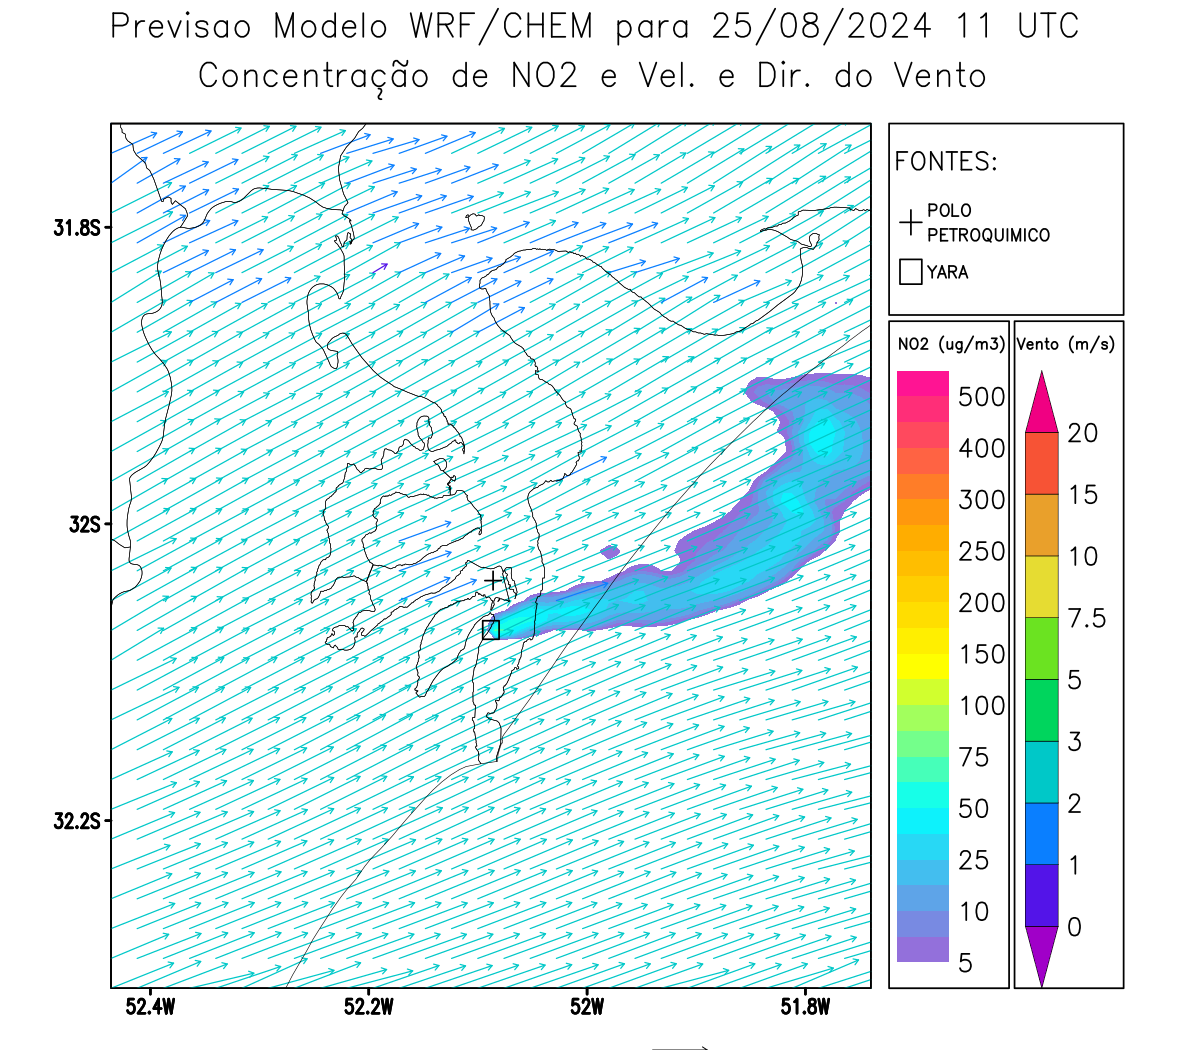 Previsao Modelo WRF/CHEM para 25/08/2024 11 UTC
Concentração de NO2 e Vel. e Dir. do Vento
FONTES:
POLO
PETROQUIMICO
YARA
31.8S
32S
32.2S
52.4W
52.2W
52W
51.8W
NO2 (ug/m3)
500
400
300
250
200
150
100
75
50
25
10
5
Vento (m/s)
20
15
10
7.5
5
3
2
1
0